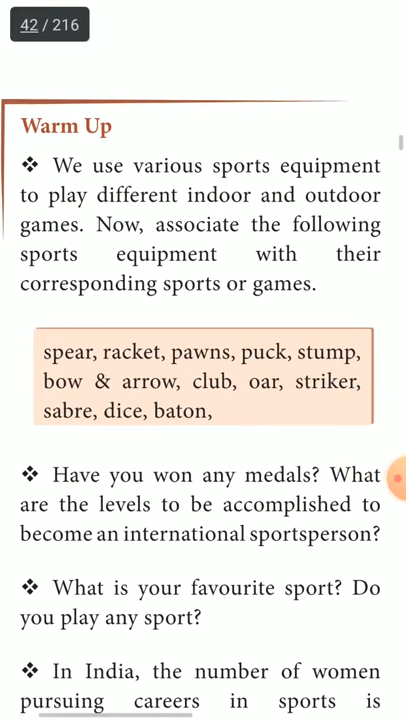 42 / 216
Warm Up
❖ We use various sports equipment
to play different indoor and outdoor
games. Now, associate the following
sports equipment with their
corresponding sports or games.
spear, racket, pawns, puck, stump,
bow & arrow, club, oar, striker,
sabre, dice, baton,
❖ Have you won any medals? What
are the levels to be accomplished to
become an international sportsperson?
❖ What is your favourite sport? Do
you play any sport?
❖ In India, the number of women
pursuing careers in sports is